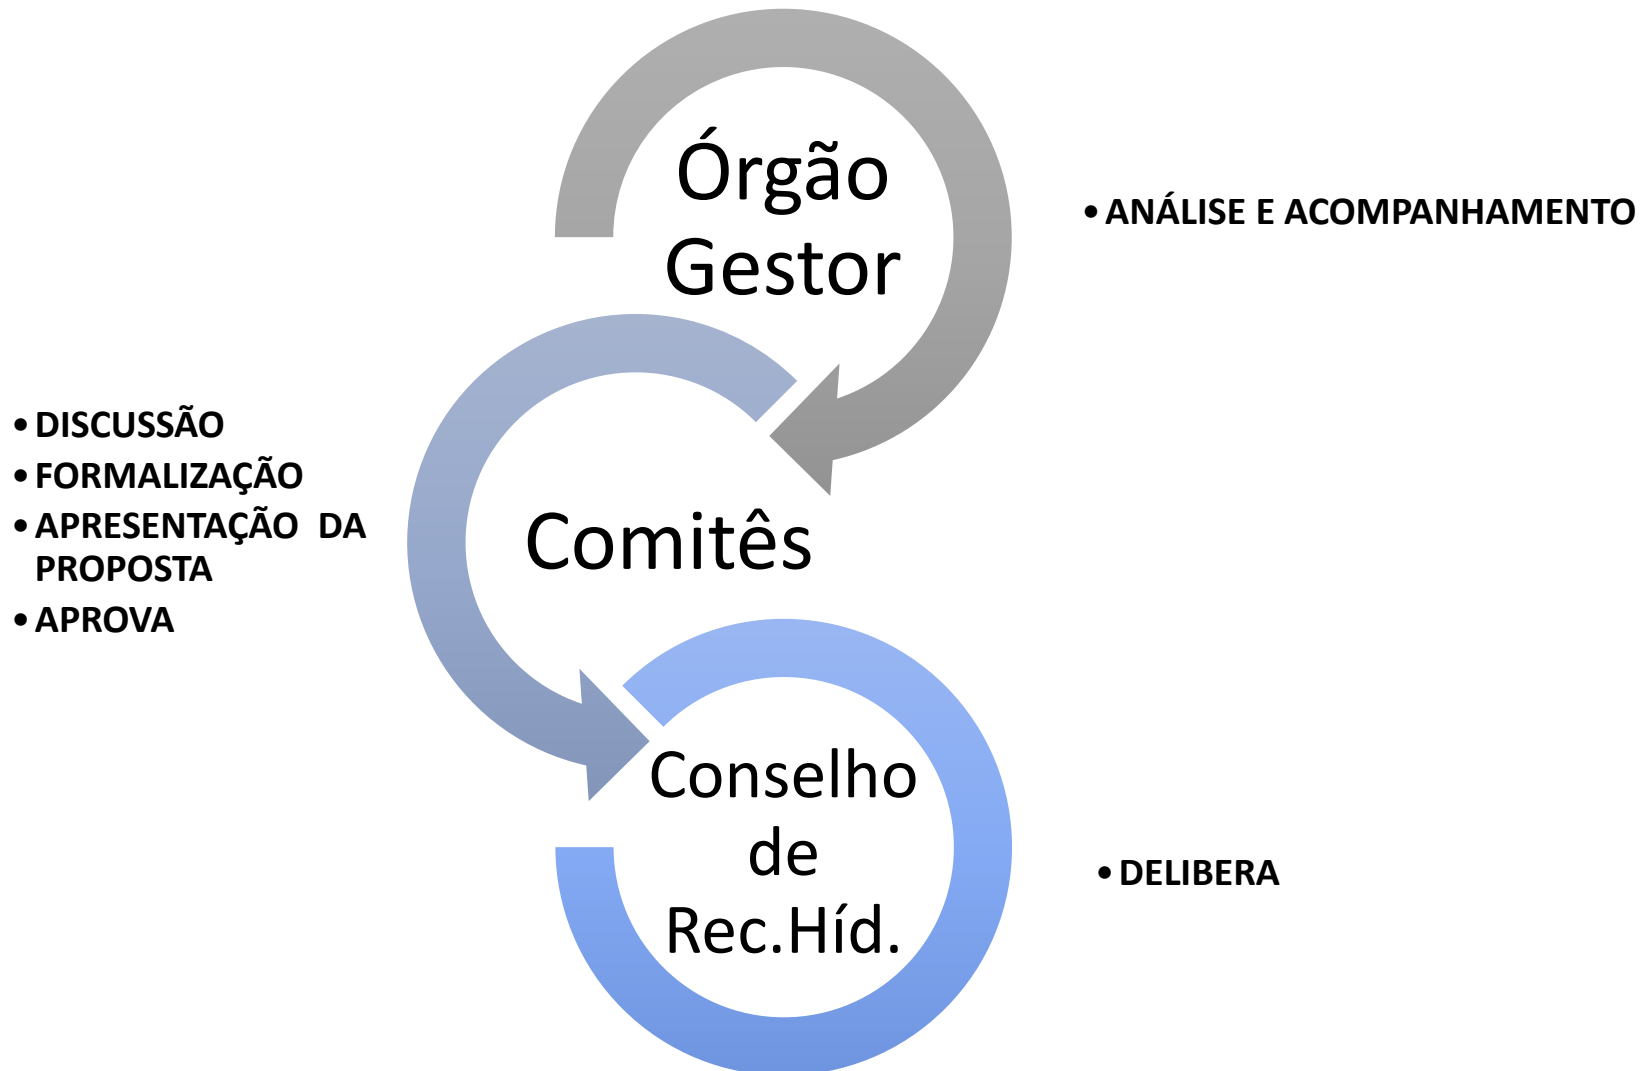 Órgão
Gestor
• ANÁLISE E ACOMPANHAMENTO
• DISCUSSÃO
• FORMALIZAÇÃO
• APRESENTAÇÃO DA
PROPOSTA
• APROVA
Comitês
Conselho
de
Rec.Híd.
• DELIBERA